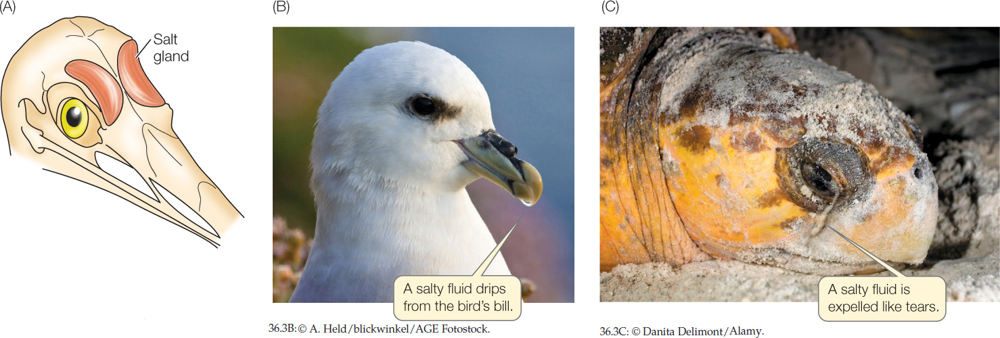 (A)
Salt
gland
(B)
A salty fluid drips
from the bird's bill.
36.3B: © A. Held/blickwinkel/AGE Fotostock.
(C)
A salty fluid is
expelled like tears.
36.3C: © Danita Delimont/Alamy.